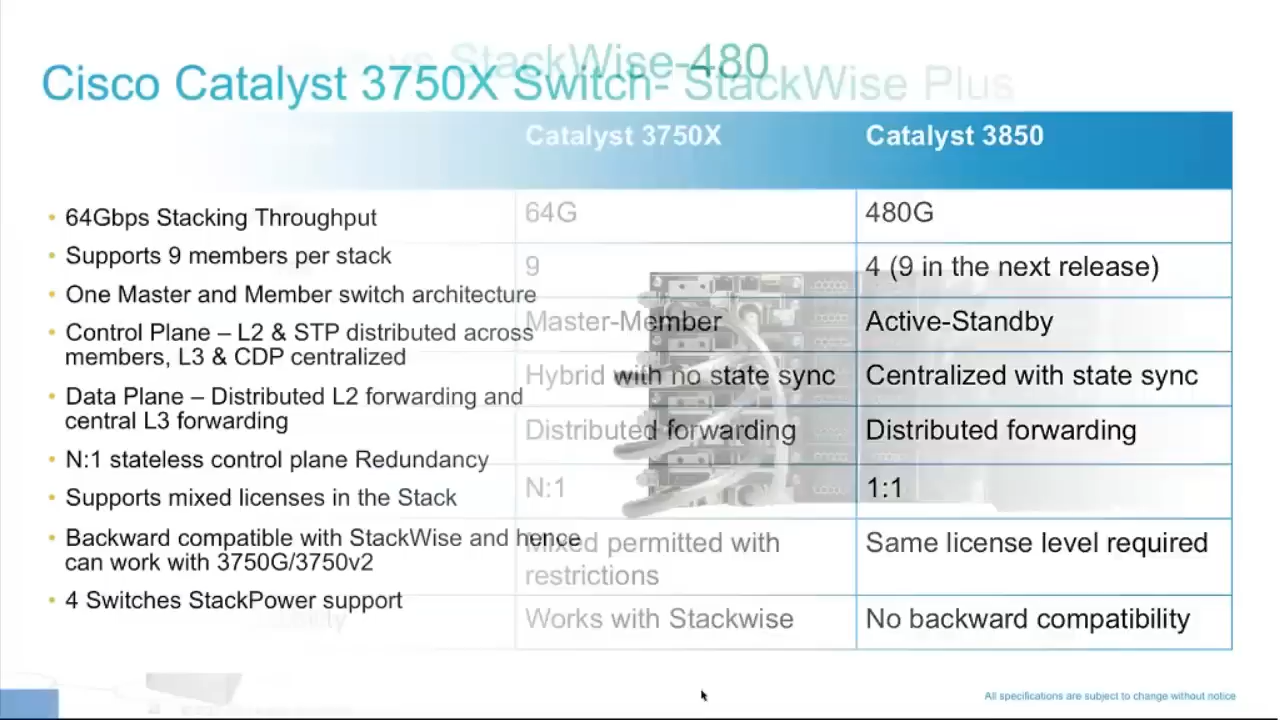 vs StackWise-480
Cisco Catalyst 3750X Switch- StackWise Plus
Catalyst 3750X
Catalyst 3850
• 64Gbps Stacking Throughput
• Supports 9 members per stack
• One Master and Member switch architecture
• Control Plane – L2 & STP distributed across
members, L3 & CDP centralized
• Data Plane – Distributed L2 forwarding and
central L3 forwarding
• N:1 stateless control plane Redundancy
• Supports mixed licenses in the Stack
• Backward compatible with StackWise and hence
can work with 3750G/3750v2
• 4 Switches StackPower support
64G
480G
9
4 (9 in the next release)
Master-Member
Active-Standby
Hybrid with no state sync
Centralized with state sync
Distributed forwarding
Distributed forwarding
N:1
1:1
Mixed permitted with
restrictions
Same license level required
Works with Stackwise
No backward compatibility
All specifications are subject to change without notice